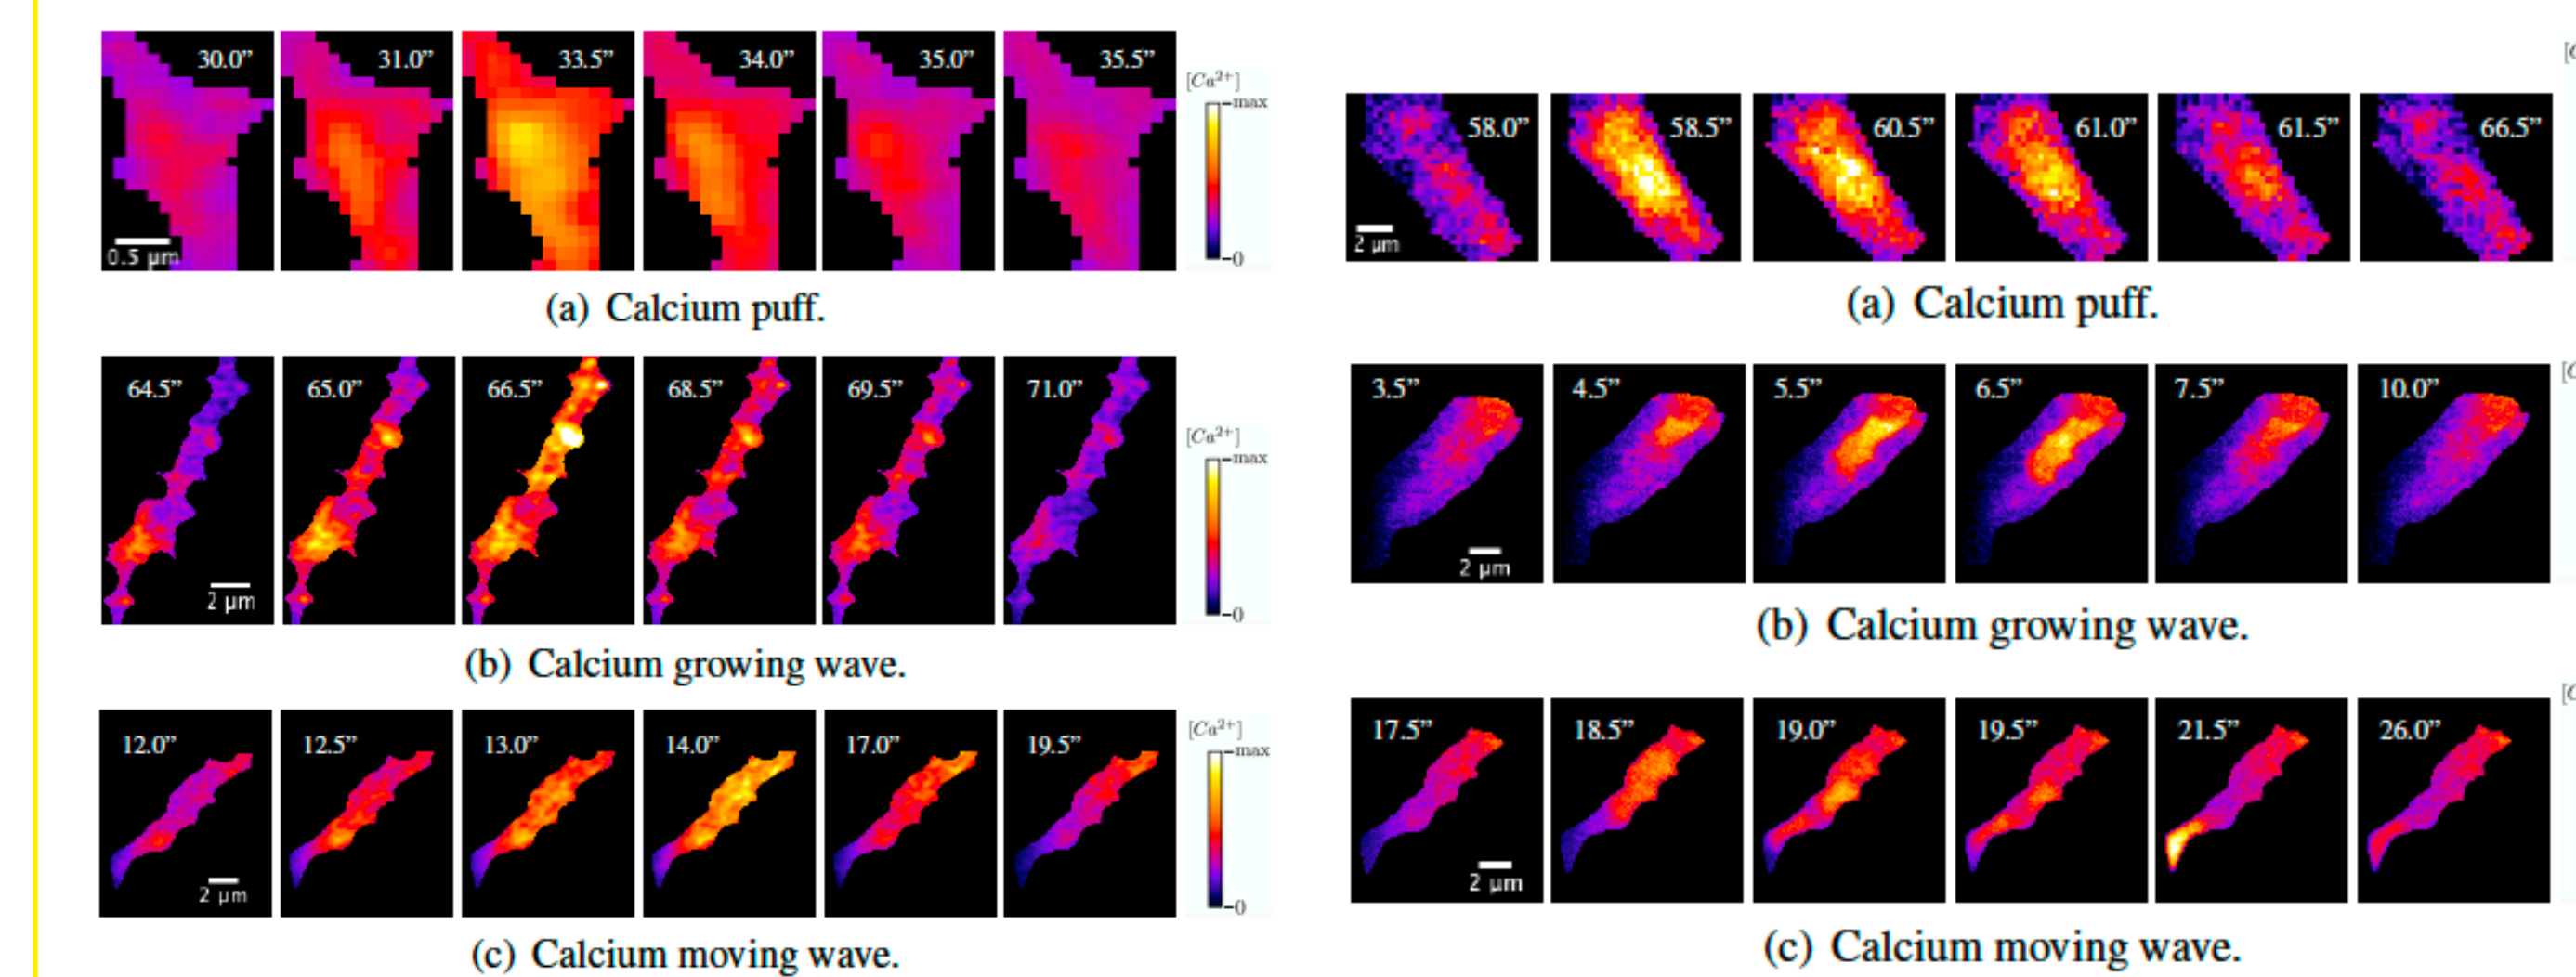 30.0” 31.0” 33.5” 34.0” 35.0” 35.5”
[Ca2+]
max
0
0.5 µm
(a) Calcium puff.
64.5” 65.0” 66.5” 68.5” 69.5” 71.0”
[Ca2+]
max
0
2 µm
(b) Calcium growing wave.
12.0” 12.5” 13.0” 14.0” 17.0” 19.5”
[Ca2+]
max
0
2 µm
(c) Calcium moving wave.
58.0” 58.5” 60.5” 61.0” 61.5” 66.5”
2 µm
(a) Calcium puff.
3.5” 4.5” 5.5” 6.5” 7.5” 10.0”
2 µm
(b) Calcium growing wave.
17.5” 18.5” 19.0” 19.5” 21.5” 26.0”
2 µm
(c) Calcium moving wave.